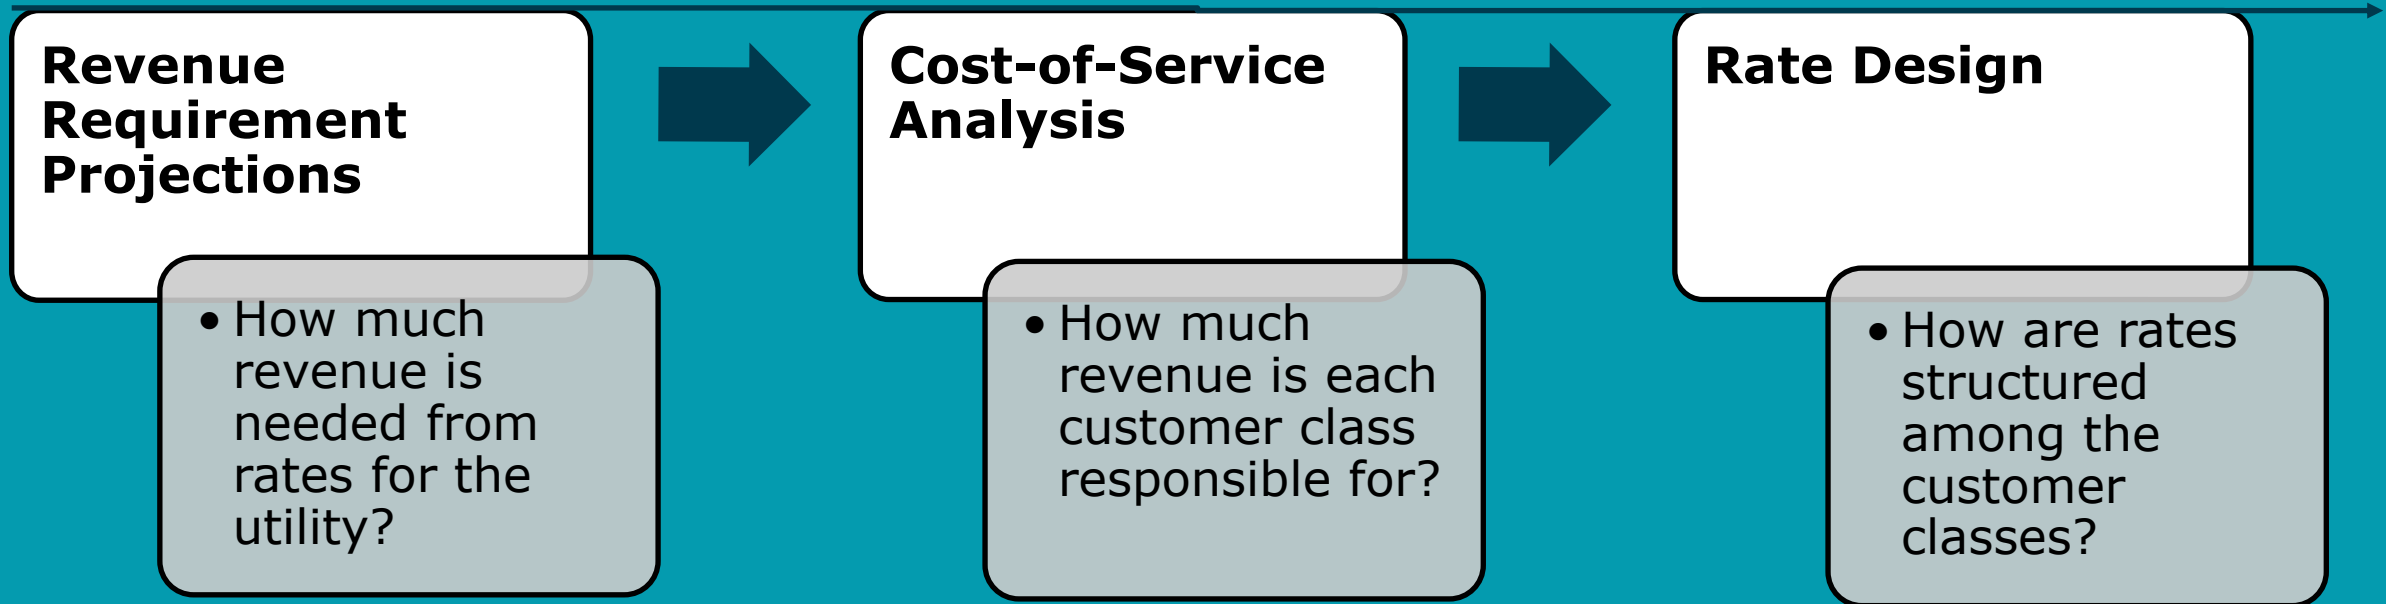 Revenue
Requirement
Projections
• How much
revenue is
needed from
rates for the
utility?
Cost-of-Service
Analysis
• How much
revenue is each
customer class
responsible for?
Rate Design
• How are rates
structured
among the
customer
classes?